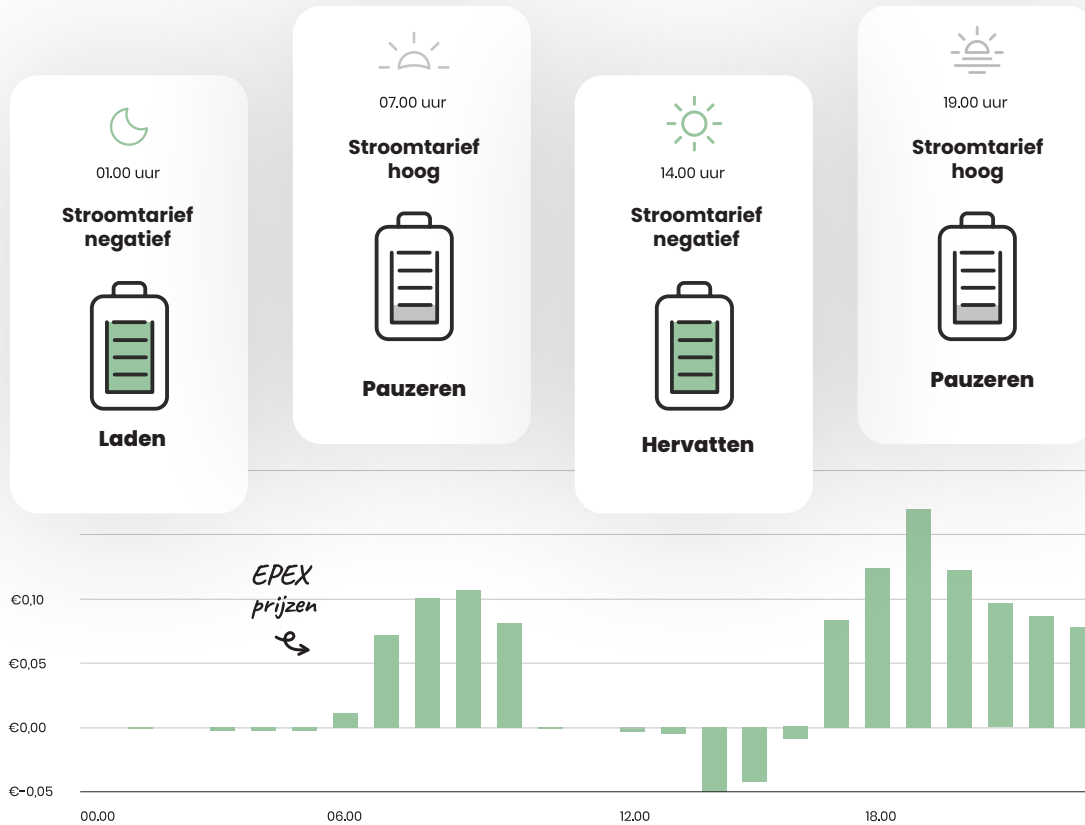 01.00 uur
Stroomtarief
negatief
Laden
07.00 uur
Stroomtarief
hoog
Pauzeren
14.00 uur
Stroomtarief
negatief
Hervatten
19.00 uur
Stroomtarief
hoog
Pauzeren
EPEX
prijzen
€0,10
€0,05
€0,00
€-0,05
00.00
06.00
12.00
18.00